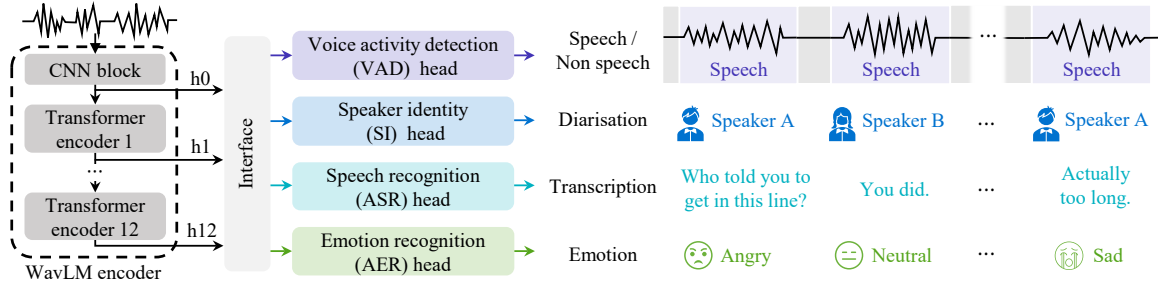 CNN block
Transformer
encoder 1
...
Transformer
encoder 12
WavLM encoder
h0
h1
h12
Interface
Voice activity detection
(VAD) head
Speaker identity
(SI) head
Speech recognition
(ASR) head
Emotion recognition
(AER) head
Speech /
Non speech
Speech
Speech
...
Speech
Diarisation
Speaker A
Speaker B
...
Speaker A
Transcription
Who told you to
get in this line?
You did.
...
Actually
too long.
Emotion
Angry
Neutral
...
Sad